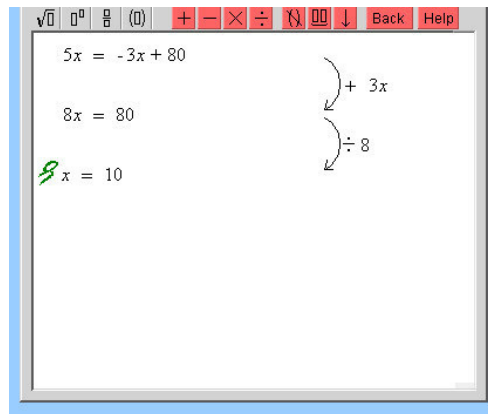 √▯ ▯▫ ▯/▯ (▯) + − × ÷ ▯▯ ↓ Back Help
5x = -3x + 80
+ 3x
8x = 80
÷ 8
x = 10